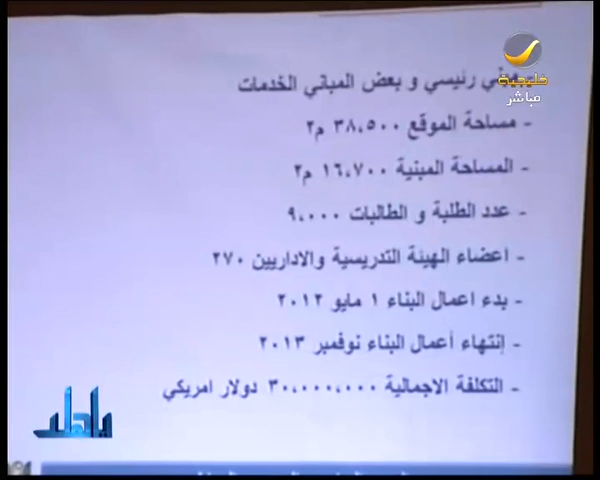 خليجية
مباشر
رئيسي و بعض المباني الخدمات
- مساحة الموقع ٣٨،٥٠٠ م٢
- المساحة المبنية ١٦،٧٠٠ م٢
- عدد الطلبة و الطالبات ٩،٠٠٠
- اعضاء الهيئة التدريسية والاداريين ٢٧٠
- بدء اعمال البناء ١ مايو ٢٠١٢
- إنتهاء أعمال البناء نوفمبر ٢٠١٣
- التكلفة الاجمالية ٣٠،٠٠٠،٠٠٠ دولار امريكي
ياهلا